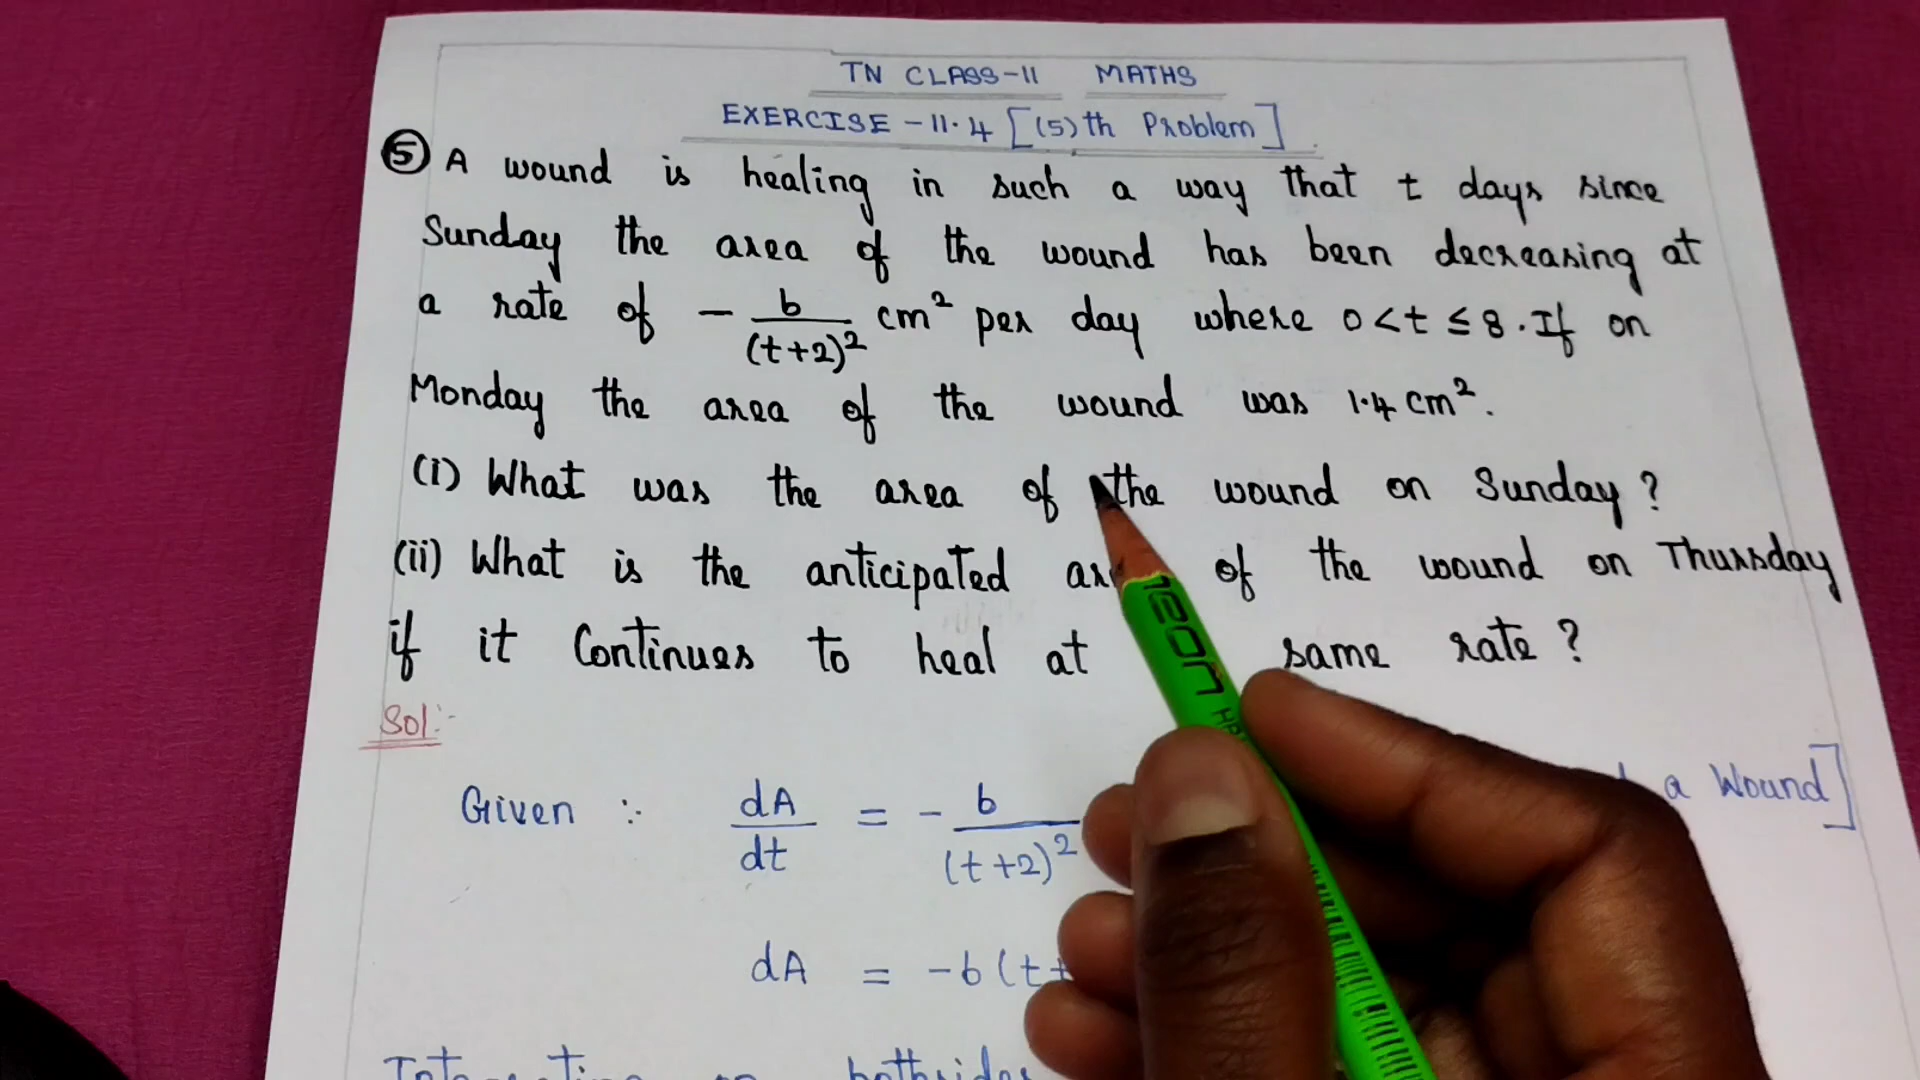 TN CLASS-11 MATHS
EXERCISE - 11.4 [(5)th Problem]
(5) A wound is healing in such a way that t days since
Sunday the area of the wound has been decreasing at
a rate of - 6/(t+2)² cm² per day where 0<t≤8. If on
Monday the area of the wound was 1.4 cm².
(i) What was the area of the wound on Sunday?
(ii) What is the anticipated of the wound on Thursday
if it Continues to heal at same rate?
Sol:-
Given : dA/dt = - 6/(t+2)² a Wound]
dA = -6(t+